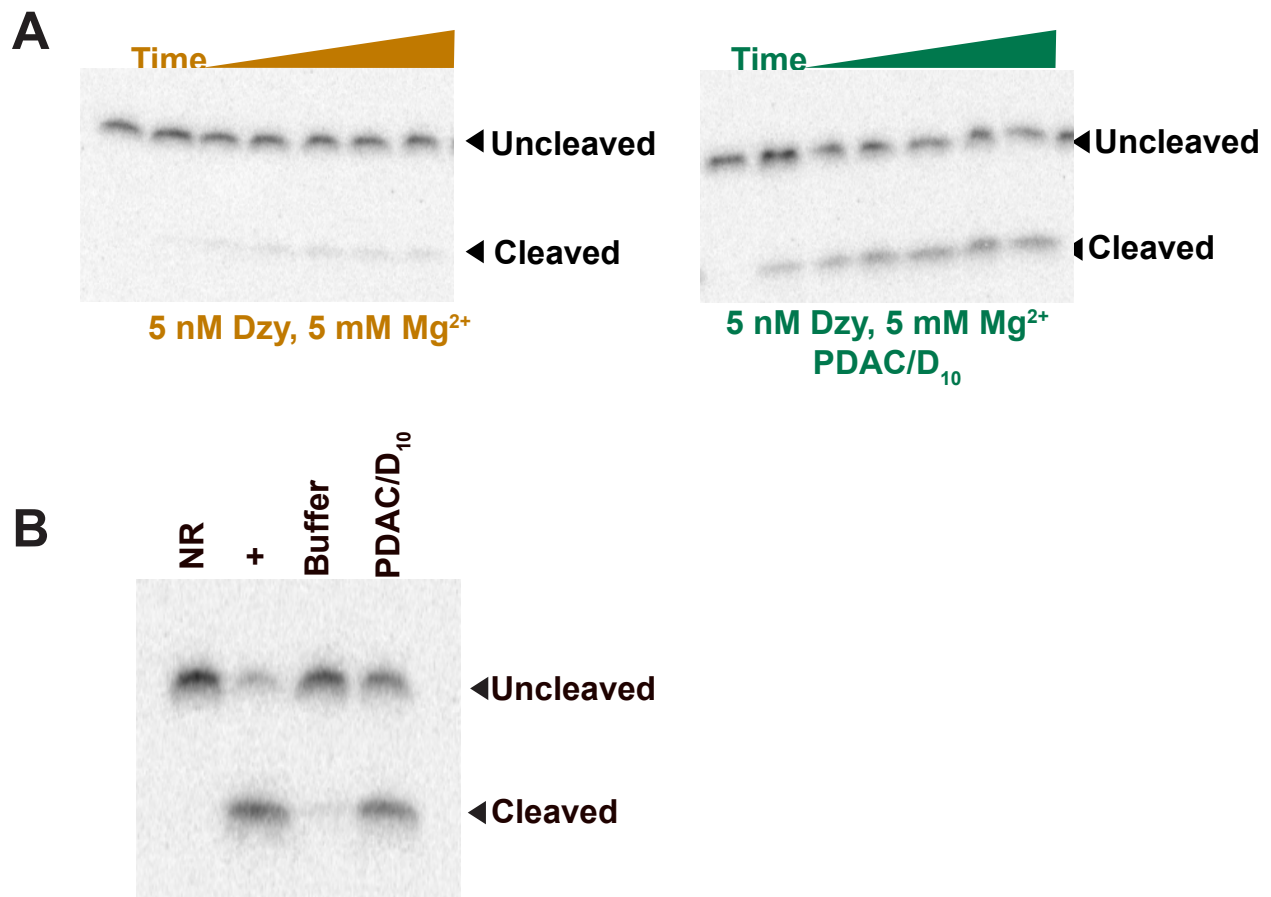 A
Time
Time
Uncleaved
Uncleaved
Cleaved
Cleaved
5 nM Dzy, 5 mM Mg²⁺
5 nM Dzy, 5 mM Mg²⁺
PDAC/D₁₀
B
NR
+
Buffer
PDAC/D₁₀
Uncleaved
Cleaved